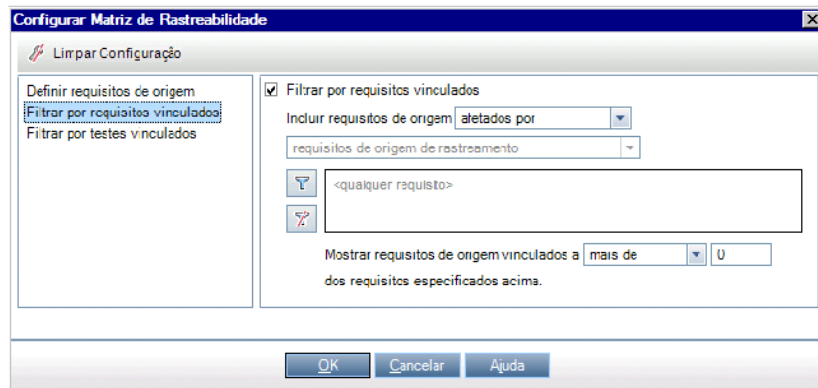 Configurar Matriz de Rastreabilidade
Limpar Configuração
Definir requisitos de origem
Filtrar por requisitos vinculados
Filtrar por testes vinculados
Filtrar por requisitos vinculados
Incluir requisitos de origem afetados por
requisitos de origem de rastreamento
<qualquer requisto>
Mostrar requisitos de origem vinculados a mais de 0
dos requisitos especificados acima.
OK Cancelar Ajuda